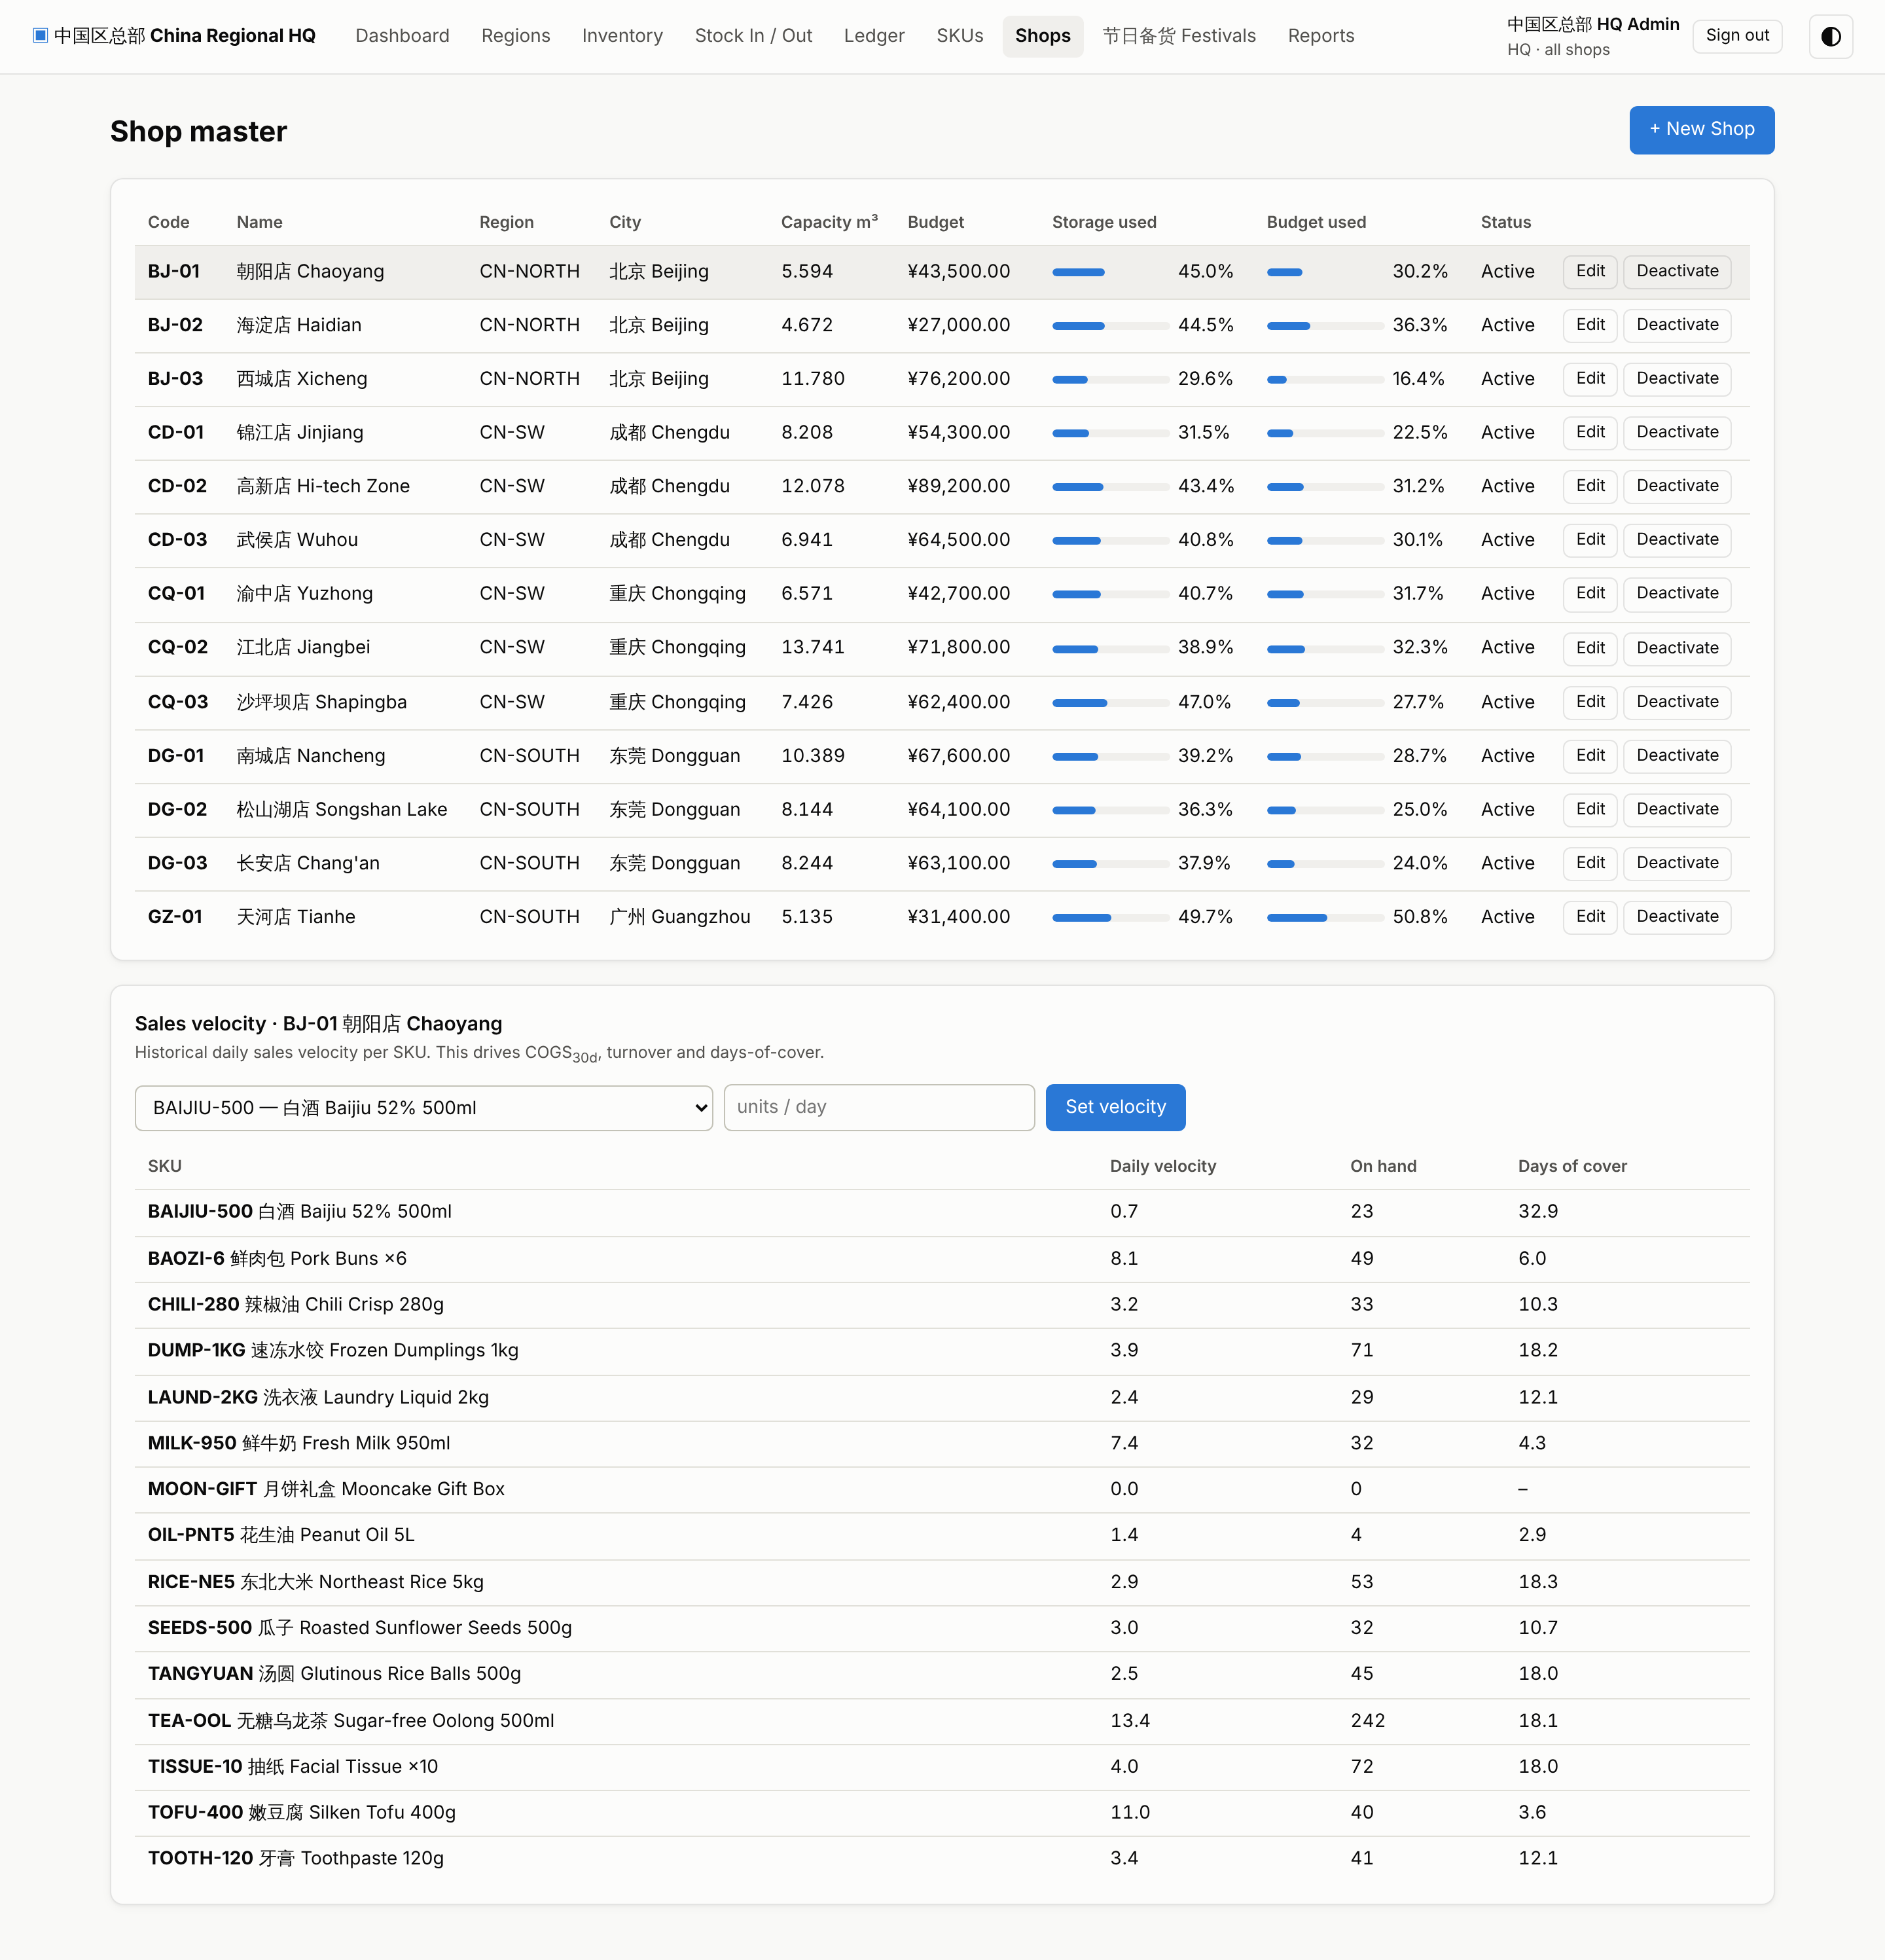 中国区总部 China Regional HQ Dashboard Regions Inventory Stock In / Out Ledger SKUs Shops 节日备货 Festivals Reports 中国区总部 HQ Admin Sign out
HQ · all shops
Shop master + New Shop
Code Name Region City Capacity m³ Budget Storage used Budget used Status
BJ-01 朝阳店 Chaoyang CN-NORTH 北京 Beijing 5.594 ¥43,500.00 45.0% 30.2% Active Edit Deactivate
BJ-02 海淀店 Haidian CN-NORTH 北京 Beijing 4.672 ¥27,000.00 44.5% 36.3% Active Edit Deactivate
BJ-03 西城店 Xicheng CN-NORTH 北京 Beijing 11.780 ¥76,200.00 29.6% 16.4% Active Edit Deactivate
CD-01 锦江店 Jinjiang CN-SW 成都 Chengdu 8.208 ¥54,300.00 31.5% 22.5% Active Edit Deactivate
CD-02 高新店 Hi-tech Zone CN-SW 成都 Chengdu 12.078 ¥89,200.00 43.4% 31.2% Active Edit Deactivate
CD-03 武侯店 Wuhou CN-SW 成都 Chengdu 6.941 ¥64,500.00 40.8% 30.1% Active Edit Deactivate
CQ-01 渝中店 Yuzhong CN-SW 重庆 Chongqing 6.571 ¥42,700.00 40.7% 31.7% Active Edit Deactivate
CQ-02 江北店 Jiangbei CN-SW 重庆 Chongqing 13.741 ¥71,800.00 38.9% 32.3% Active Edit Deactivate
CQ-03 沙坪坝店 Shapingba CN-SW 重庆 Chongqing 7.426 ¥62,400.00 47.0% 27.7% Active Edit Deactivate
DG-01 南城店 Nancheng CN-SOUTH 东莞 Dongguan 10.389 ¥67,600.00 39.2% 28.7% Active Edit Deactivate
DG-02 松山湖店 Songshan Lake CN-SOUTH 东莞 Dongguan 8.144 ¥64,100.00 36.3% 25.0% Active Edit Deactivate
DG-03 长安店 Chang'an CN-SOUTH 东莞 Dongguan 8.244 ¥63,100.00 37.9% 24.0% Active Edit Deactivate
GZ-01 天河店 Tianhe CN-SOUTH 广州 Guangzhou 5.135 ¥31,400.00 49.7% 50.8% Active Edit Deactivate
Sales velocity · BJ-01 朝阳店 Chaoyang
Historical daily sales velocity per SKU. This drives COGS30d, turnover and days-of-cover.
BAIJIU-500 — 白酒 Baijiu 52% 500ml units / day Set velocity
SKU Daily velocity On hand Days of cover
BAIJIU-500 白酒 Baijiu 52% 500ml 0.7 23 32.9
BAOZI-6 鲜肉包 Pork Buns ×6 8.1 49 6.0
CHILI-280 辣椒油 Chili Crisp 280g 3.2 33 10.3
DUMP-1KG 速冻水饺 Frozen Dumplings 1kg 3.9 71 18.2
LAUND-2KG 洗衣液 Laundry Liquid 2kg 2.4 29 12.1
MILK-950 鲜牛奶 Fresh Milk 950ml 7.4 32 4.3
MOON-GIFT 月饼礼盒 Mooncake Gift Box 0.0 0 –
OIL-PNT5 花生油 Peanut Oil 5L 1.4 4 2.9
RICE-NE5 东北大米 Northeast Rice 5kg 2.9 53 18.3
SEEDS-500 瓜子 Roasted Sunflower Seeds 500g 3.0 32 10.7
TANGYUAN 汤圆 Glutinous Rice Balls 500g 2.5 45 18.0
TEA-OOL 无糖乌龙茶 Sugar-free Oolong 500ml 13.4 242 18.1
TISSUE-10 抽纸 Facial Tissue ×10 4.0 72 18.0
TOFU-400 嫩豆腐 Silken Tofu 400g 11.0 40 3.6
TOOTH-120 牙膏 Toothpaste 120g 3.4 41 12.1